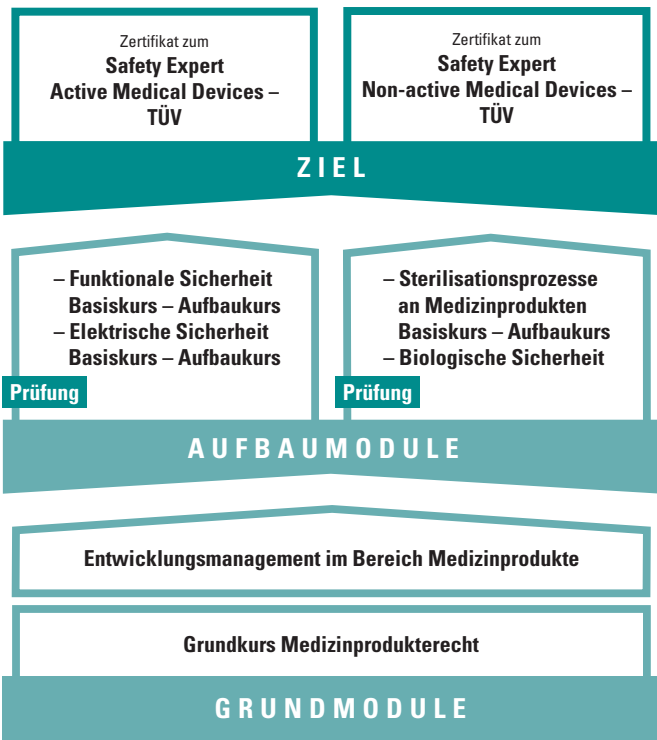 Zertifikat zum
Safety Expert
Active Medical Devices –
TÜV
Zertifikat zum
Safety Expert
Non-active Medical Devices –
TÜV
ZIEL
– Funktionale Sicherheit
Basiskurs – Aufbaukurs
– Elektrische Sicherheit
Basiskurs – Aufbaukurs
Prüfung
– Sterilisationsprozesse
an Medizinprodukten
Basiskurs – Aufbaukurs
– Biologische Sicherheit
Prüfung
AUFBAUMODULE
Entwicklungsmanagement im Bereich Medizinprodukte
Grundkurs Medizinprodukterecht
GRUNDMODULE